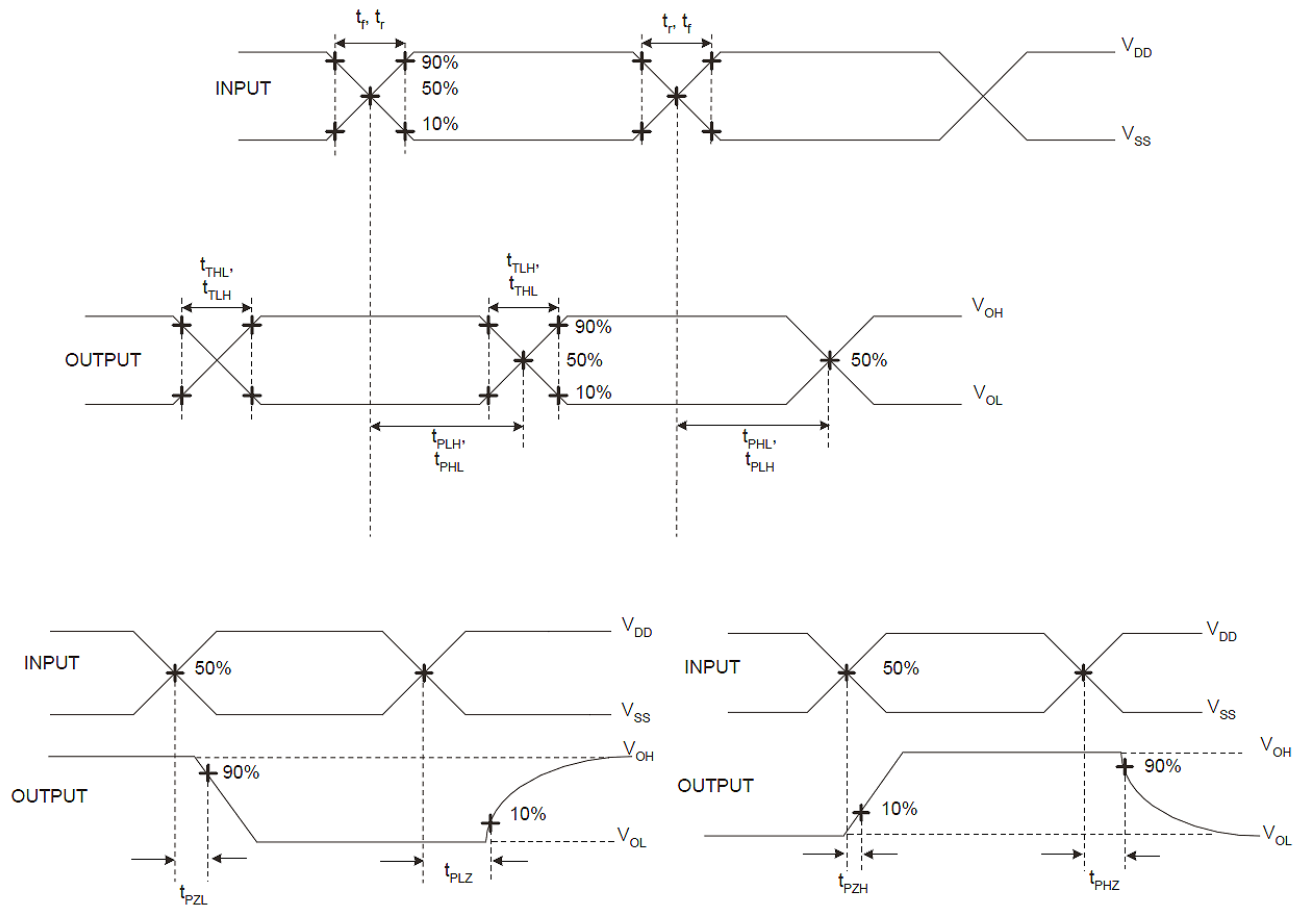 tf, tr
tr, tf
VDD
90%
INPUT
50%
10%
VSS
tTHL,
tTLH
tTLH,
tTHL
VOH
90%
OUTPUT
50%
50%
10%
VOL
tPLH,
tPHL
tPHL,
tPLH
VDD
INPUT
50%
VSS
VOH
90%
OUTPUT
10%
VOL
tPZL
tPLZ
VDD
INPUT
50%
VSS
VOH
90%
OUTPUT
10%
VOL
tPZH
tPHZ